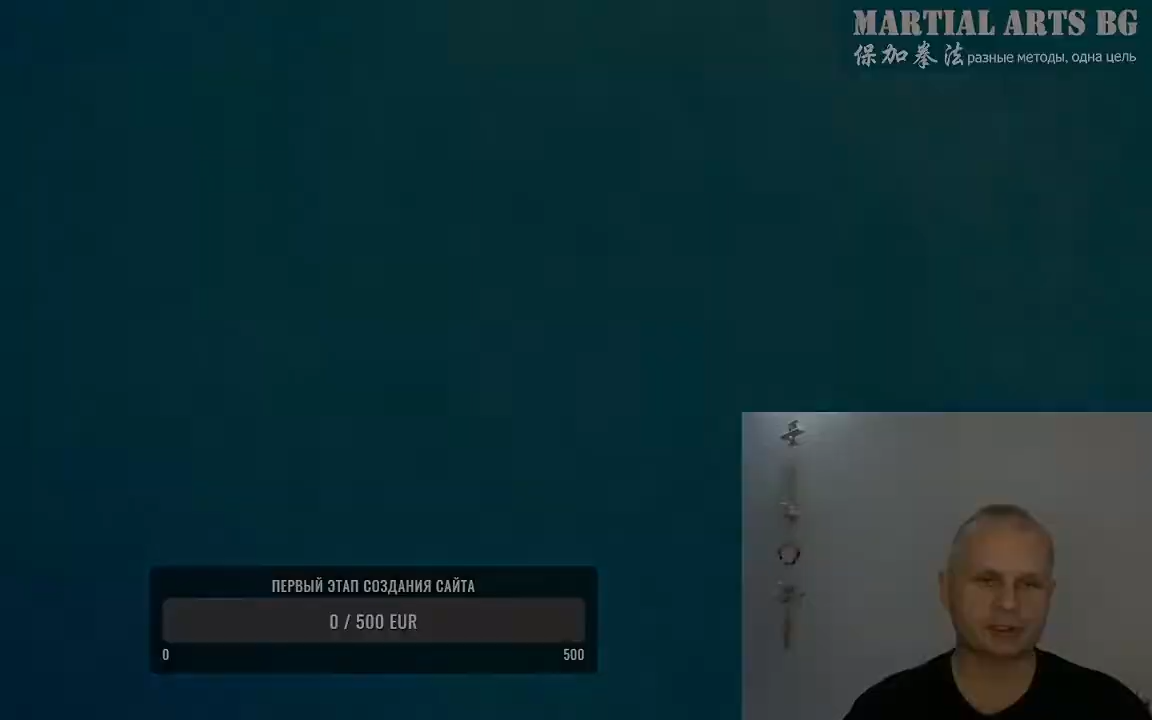 MARTIAL ARTS BG
保加拳法 разные методы, одна цель
ПЕРВЫЙ ЭТАП СОЗДАНИЯ САЙТА
0 / 500 EUR
0 500